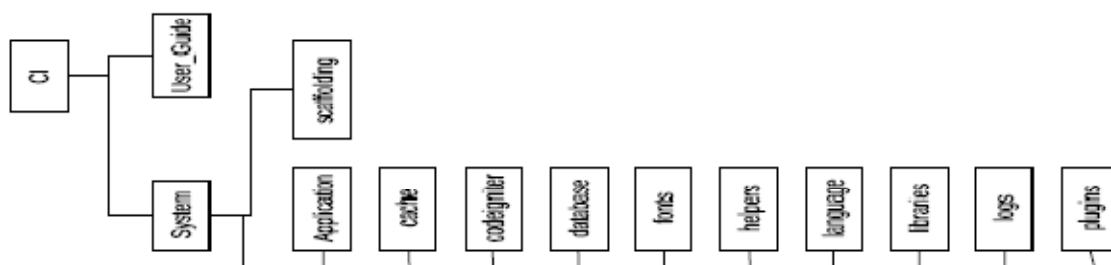 CI
User_Guide
System
scaffolding
Application
cache
codeigniter
database
fonts
helpers
language
libraries
logs
plugins